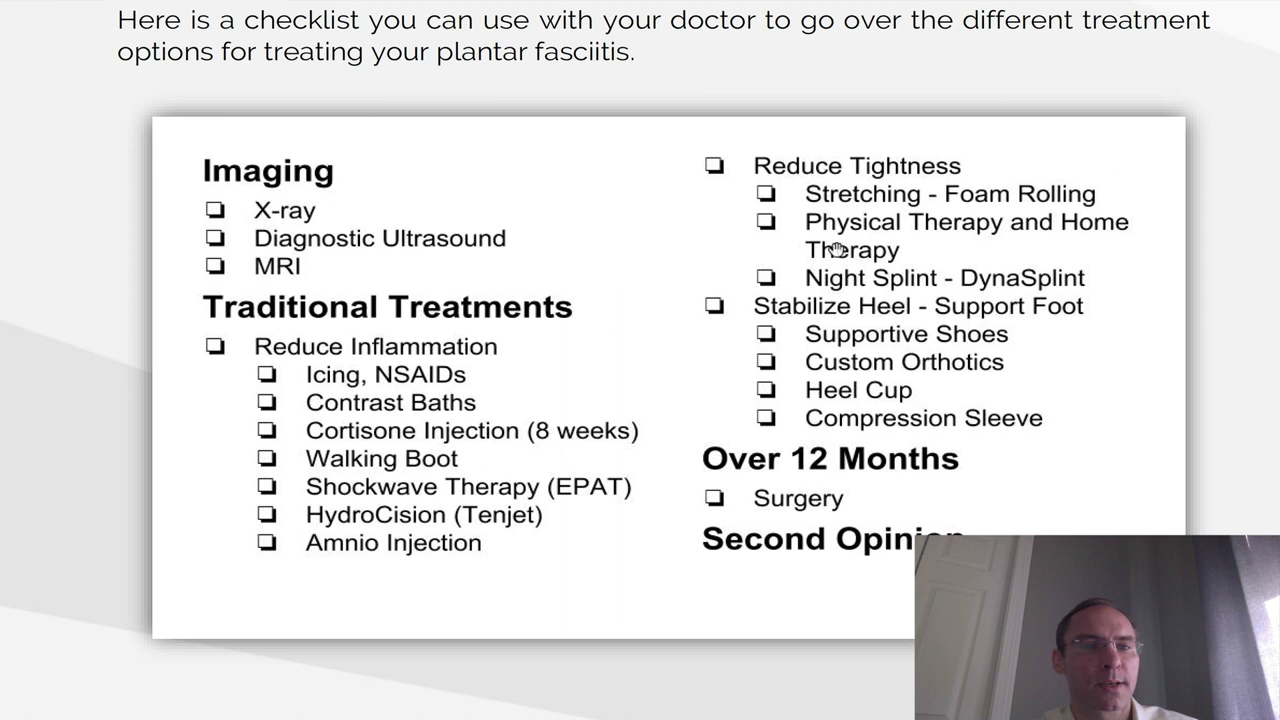 Here is a checklist you can use with your doctor to go over the different treatment
options for treating your plantar fasciitis.
Imaging
X-ray
Diagnostic Ultrasound
MRI
Traditional Treatments
Reduce Inflammation
Icing, NSAIDs
Contrast Baths
Cortisone Injection (8 weeks)
Walking Boot
Shockwave Therapy (EPAT)
HydroCision (Tenjet)
Amnio Injection
Reduce Tightness
Stretching - Foam Rolling
Physical Therapy and Home
Therapy
Night Splint - DynaSplint
Stabilize Heel - Support Foot
Supportive Shoes
Custom Orthotics
Heel Cup
Compression Sleeve
Over 12 Months
Surgery
Second Opinion